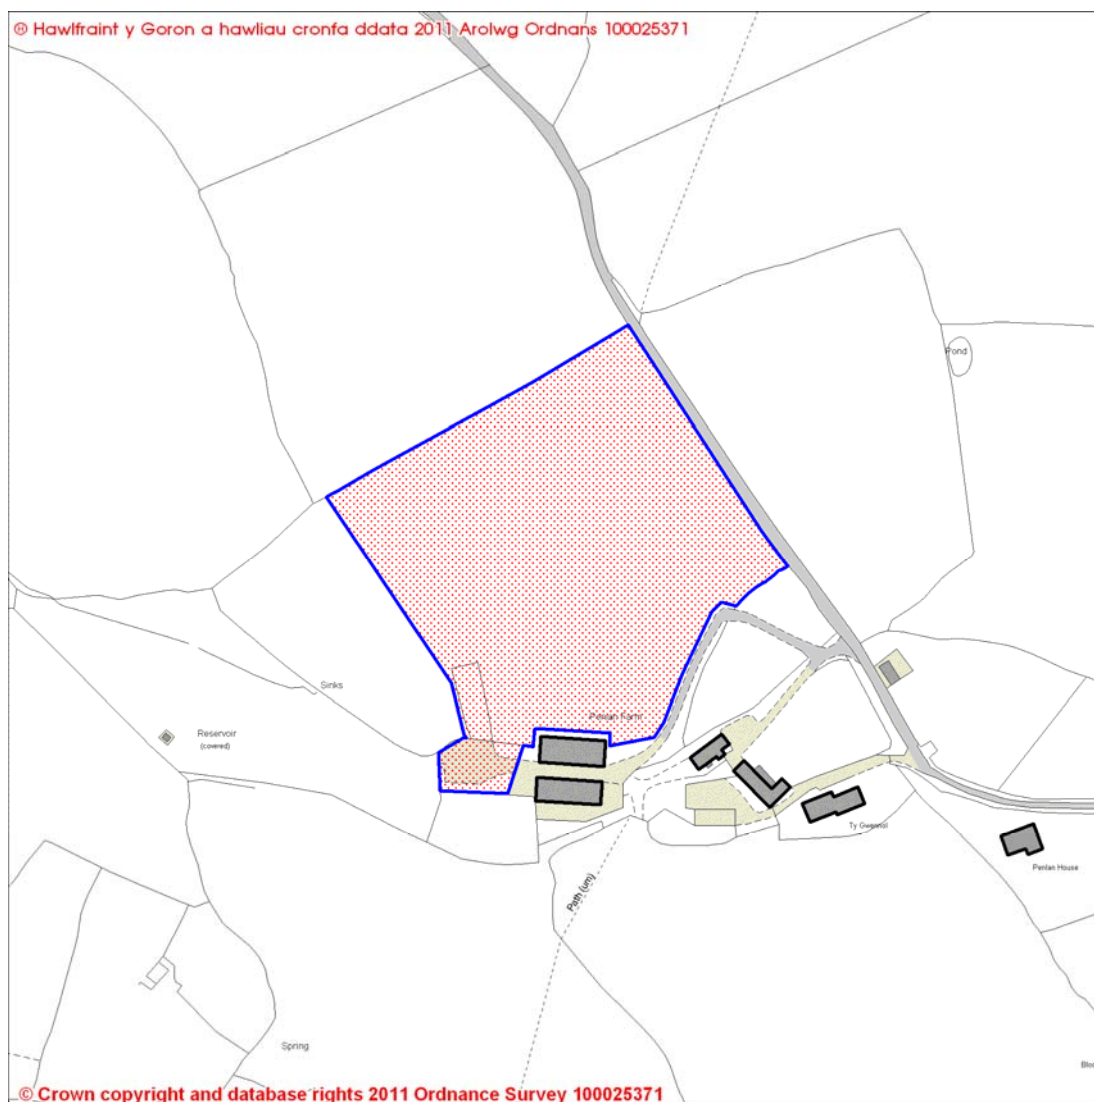 ® Hawlfraint y Goron a hawliau cronfa ddata 2011 Arolwg Ordnans 100025371
Pond
Sinks
Reservoir
(covered)
Penlan Farm
Ty Gwennol
Penlan House
Path (um)
Spring
© Crown copyright and database rights 2011 Ordnance Survey 100025371